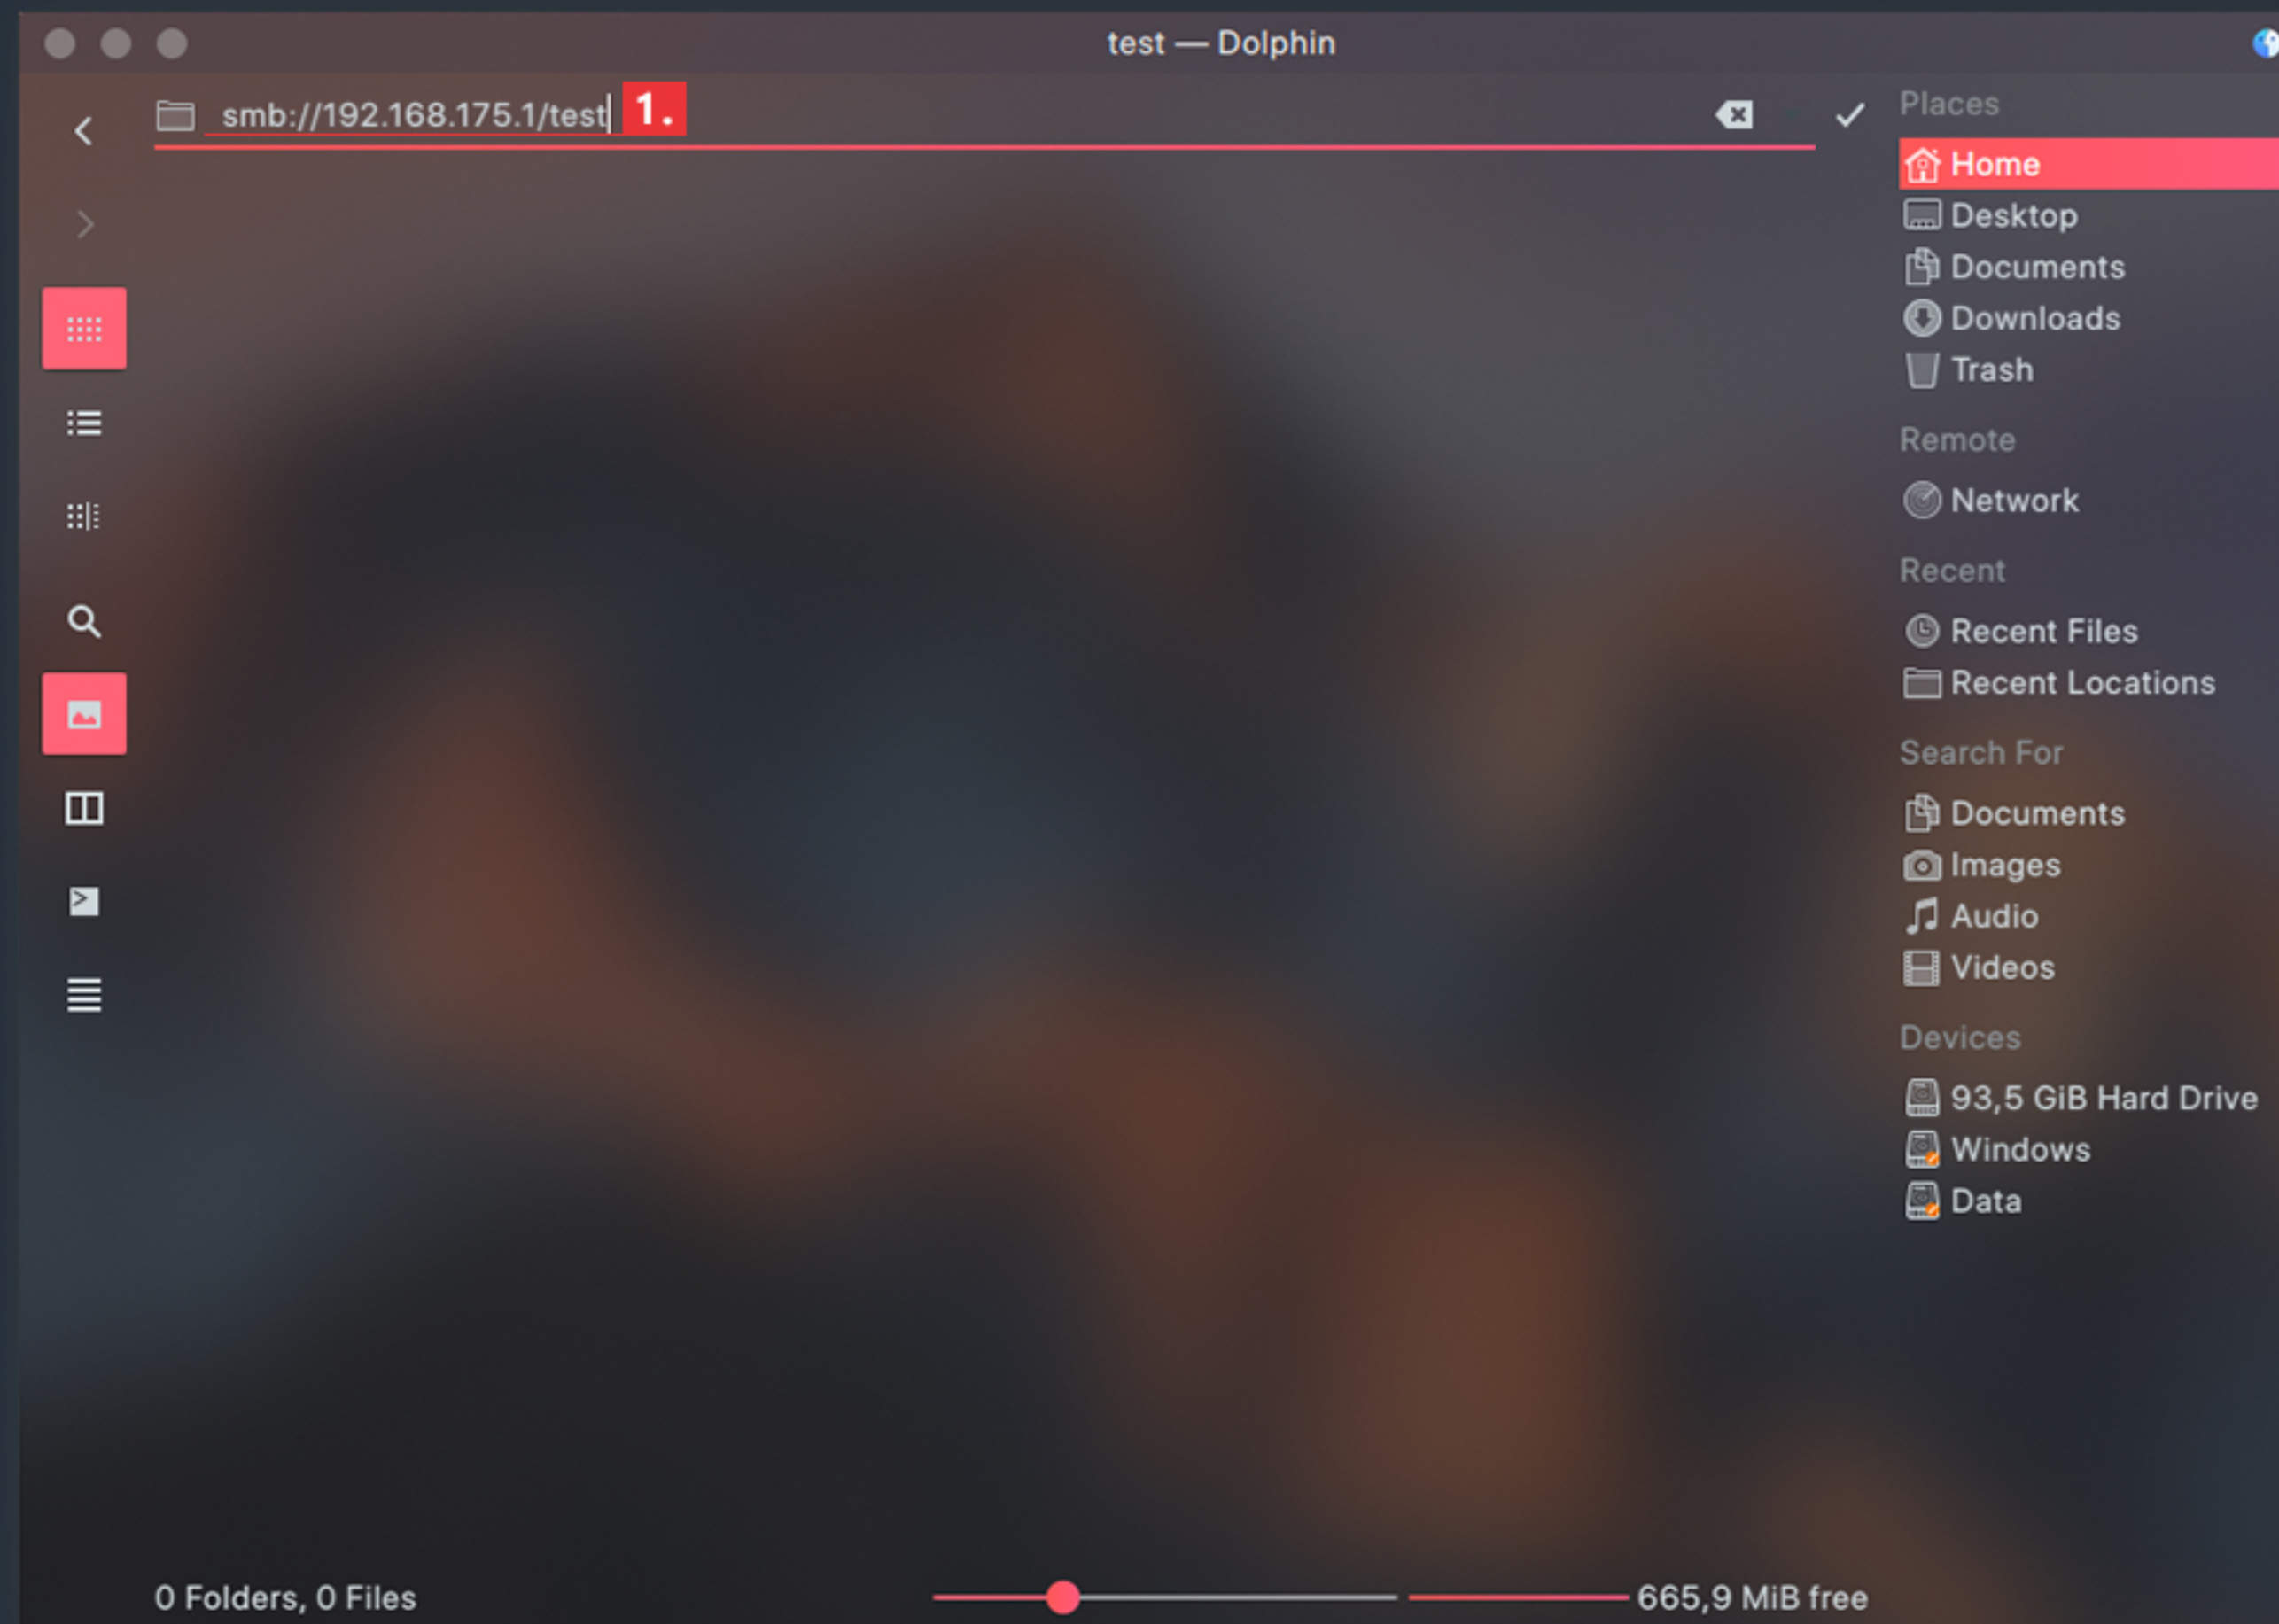 test — Dolphin
smb://192.168.175.1/test
1.
Places
Home
Desktop
Documents
Downloads
Trash
Remote
Network
Recent
Recent Files
Recent Locations
Search For
Documents
Images
Audio
Videos
Devices
93,5 GiB Hard Drive
Windows
Data
0 Folders, 0 Files
665,9 MiB free